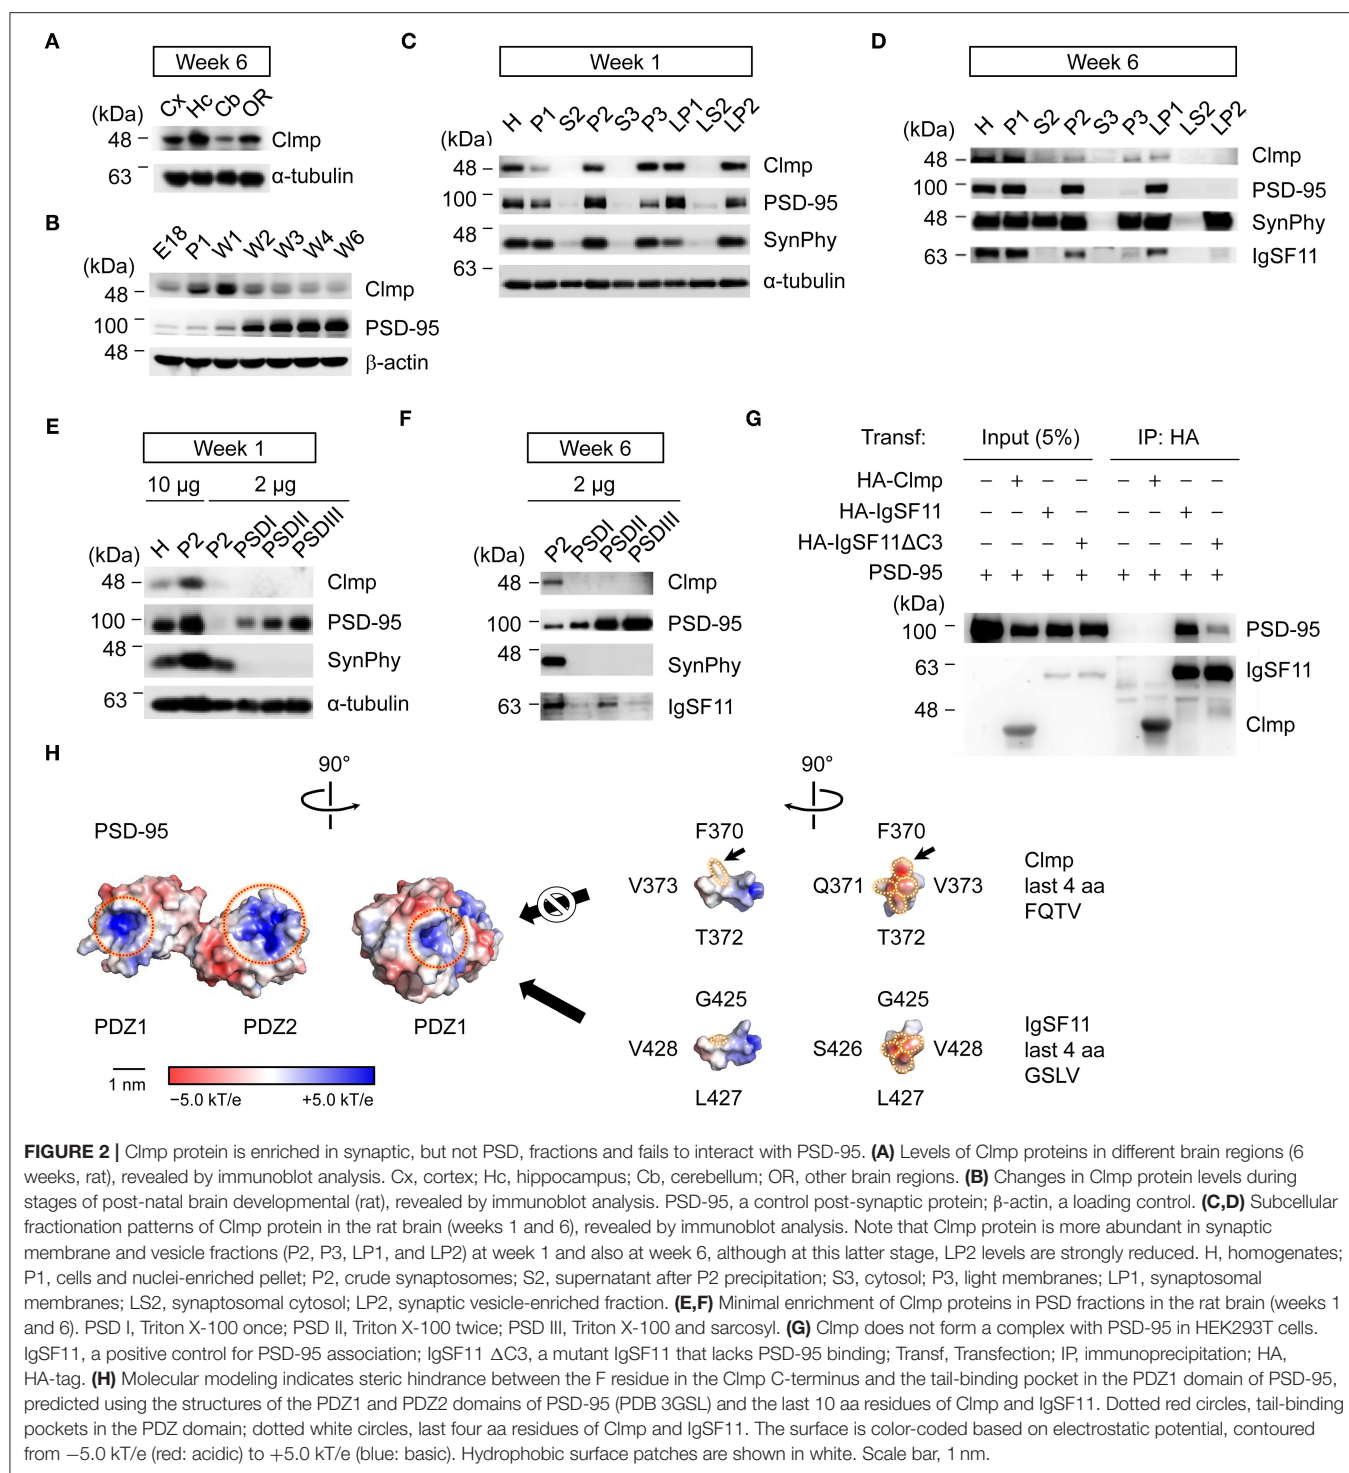 A
Week 6
Cx Hc Cb OR
(kDa)
48 Clmp
63 α-tubulin
B
E18 P1 W1 W2 W3 W4 W6
(kDa)
48 Clmp
100 PSD-95
48
β-actin
C
Week 1
H P1 S2 P2 S3 P3 LP1 LS2 LP2
(kDa)
48 Clmp
100 PSD-95
48 SynPhy
63
α-tubulin
D
Week 6
H P1 S2 P2 S3 P3 LP1 LS2 LP2
(kDa)
48 Clmp
100 PSD-95
48 SynPhy
63 IgSF11
E
Week 1
10 µg 2 µg
H P2 P2 PSDI PSDII PSDIII
(kDa)
48 Clmp
100 PSD-95
48
SynPhy
63 α-tubulin
F
Week 6
2 µg
P2 PSDI PSDII PSDIII
(kDa)
48 Clmp
100 PSD-95
48 SynPhy
63 IgSF11
G
Transf: Input (5%) IP: HA
HA-Clmp − + − − − + − −
HA-IgSF11 − − + − − − + −
HA-IgSF11ΔC3 − − − + − − − +
PSD-95 + + + + + + + +
(kDa)
100 PSD-95
63 IgSF11
48 Clmp
H
90° 90°
PSD-95
PDZ1 PDZ2 PDZ1
1 nm
−5.0 kT/e +5.0 kT/e
F370 F370
V373 Q371 V373
T372 T372
Clmp
last 4 aa
FQTV
G425 G425
V428 S426 V428
L427 L427
IgSF11
last 4 aa
GSLV
FIGURE 2 | Clmp protein is enriched in synaptic, but not PSD, fractions and fails to interact with PSD-95. (A) Levels of Clmp proteins in different brain regions (6
weeks, rat), revealed by immunoblot analysis. Cx, cortex; Hc, hippocampus; Cb, cerebellum; OR, other brain regions. (B) Changes in Clmp protein levels during
stages of post-natal brain developmental (rat), revealed by immunoblot analysis. PSD-95, a control post-synaptic protein; β-actin, a loading control. (C,D) Subcellular
fractionation patterns of Clmp protein in the rat brain (weeks 1 and 6), revealed by immunoblot analysis. Note that Clmp protein is more abundant in synaptic
membrane and vesicle fractions (P2, P3, LP1, and LP2) at week 1 and also at week 6, although at this latter stage, LP2 levels are strongly reduced. H, homogenates;
P1, cells and nuclei-enriched pellet; P2, crude synaptosomes; S2, supernatant after P2 precipitation; S3, cytosol; P3, light membranes; LP1, synaptosomal
membranes; LS2, synaptosomal cytosol; LP2, synaptic vesicle-enriched fraction. (E,F) Minimal enrichment of Clmp proteins in PSD fractions in the rat brain (weeks 1
and 6). PSD I, Triton X-100 once; PSD II, Triton X-100 twice; PSD III, Triton X-100 and sarcosyl. (G) Clmp does not form a complex with PSD-95 in HEK293T cells.
IgSF11, a positive control for PSD-95 association; IgSF11 ΔC3, a mutant IgSF11 that lacks PSD-95 binding; Transf, Transfection; IP, immunoprecipitation; HA,
HA-tag. (H) Molecular modeling indicates steric hindrance between the F residue in the Clmp C-terminus and the tail-binding pocket in the PDZ1 domain of PSD-95,
predicted using the structures of the PDZ1 and PDZ2 domains of PSD-95 (PDB 3GSL) and the last 10 aa residues of Clmp and IgSF11. Dotted red circles, tail-binding
pockets in the PDZ domain; dotted white circles, last four aa residues of Clmp and IgSF11. The surface is color-coded based on electrostatic potential, contoured
from −5.0 kT/e (red: acidic) to +5.0 kT/e (blue: basic). Hydrophobic surface patches are shown in white. Scale bar, 1 nm.